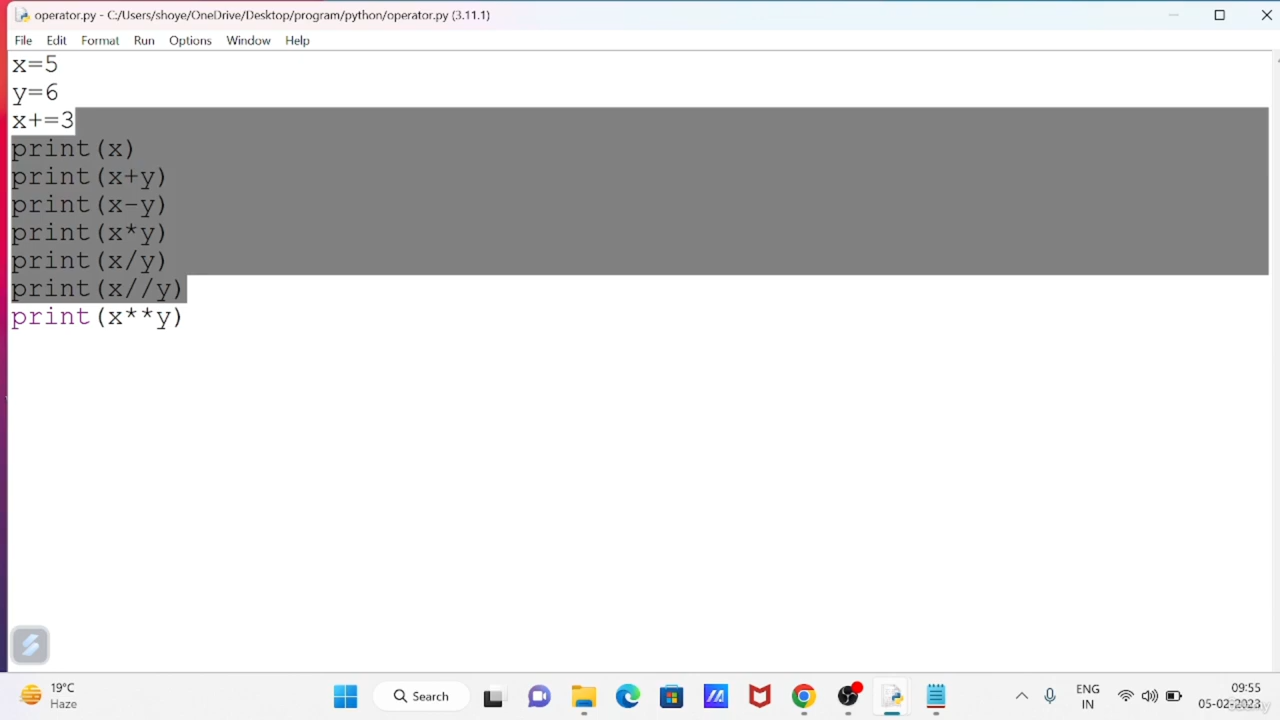 operator.py - C:/Users/shoye/OneDrive/Desktop/program/python/operator.py (3.11.1)
File Edit Format Run Options Window Help
x=5
y=6
x+=3
print(x)
print(x+y)
print(x-y)
print(x*y)
print(x/y)
print(x//y)
print(x**y)
19°C
Haze
Search
ENG
IN
09:55
05-02-2023